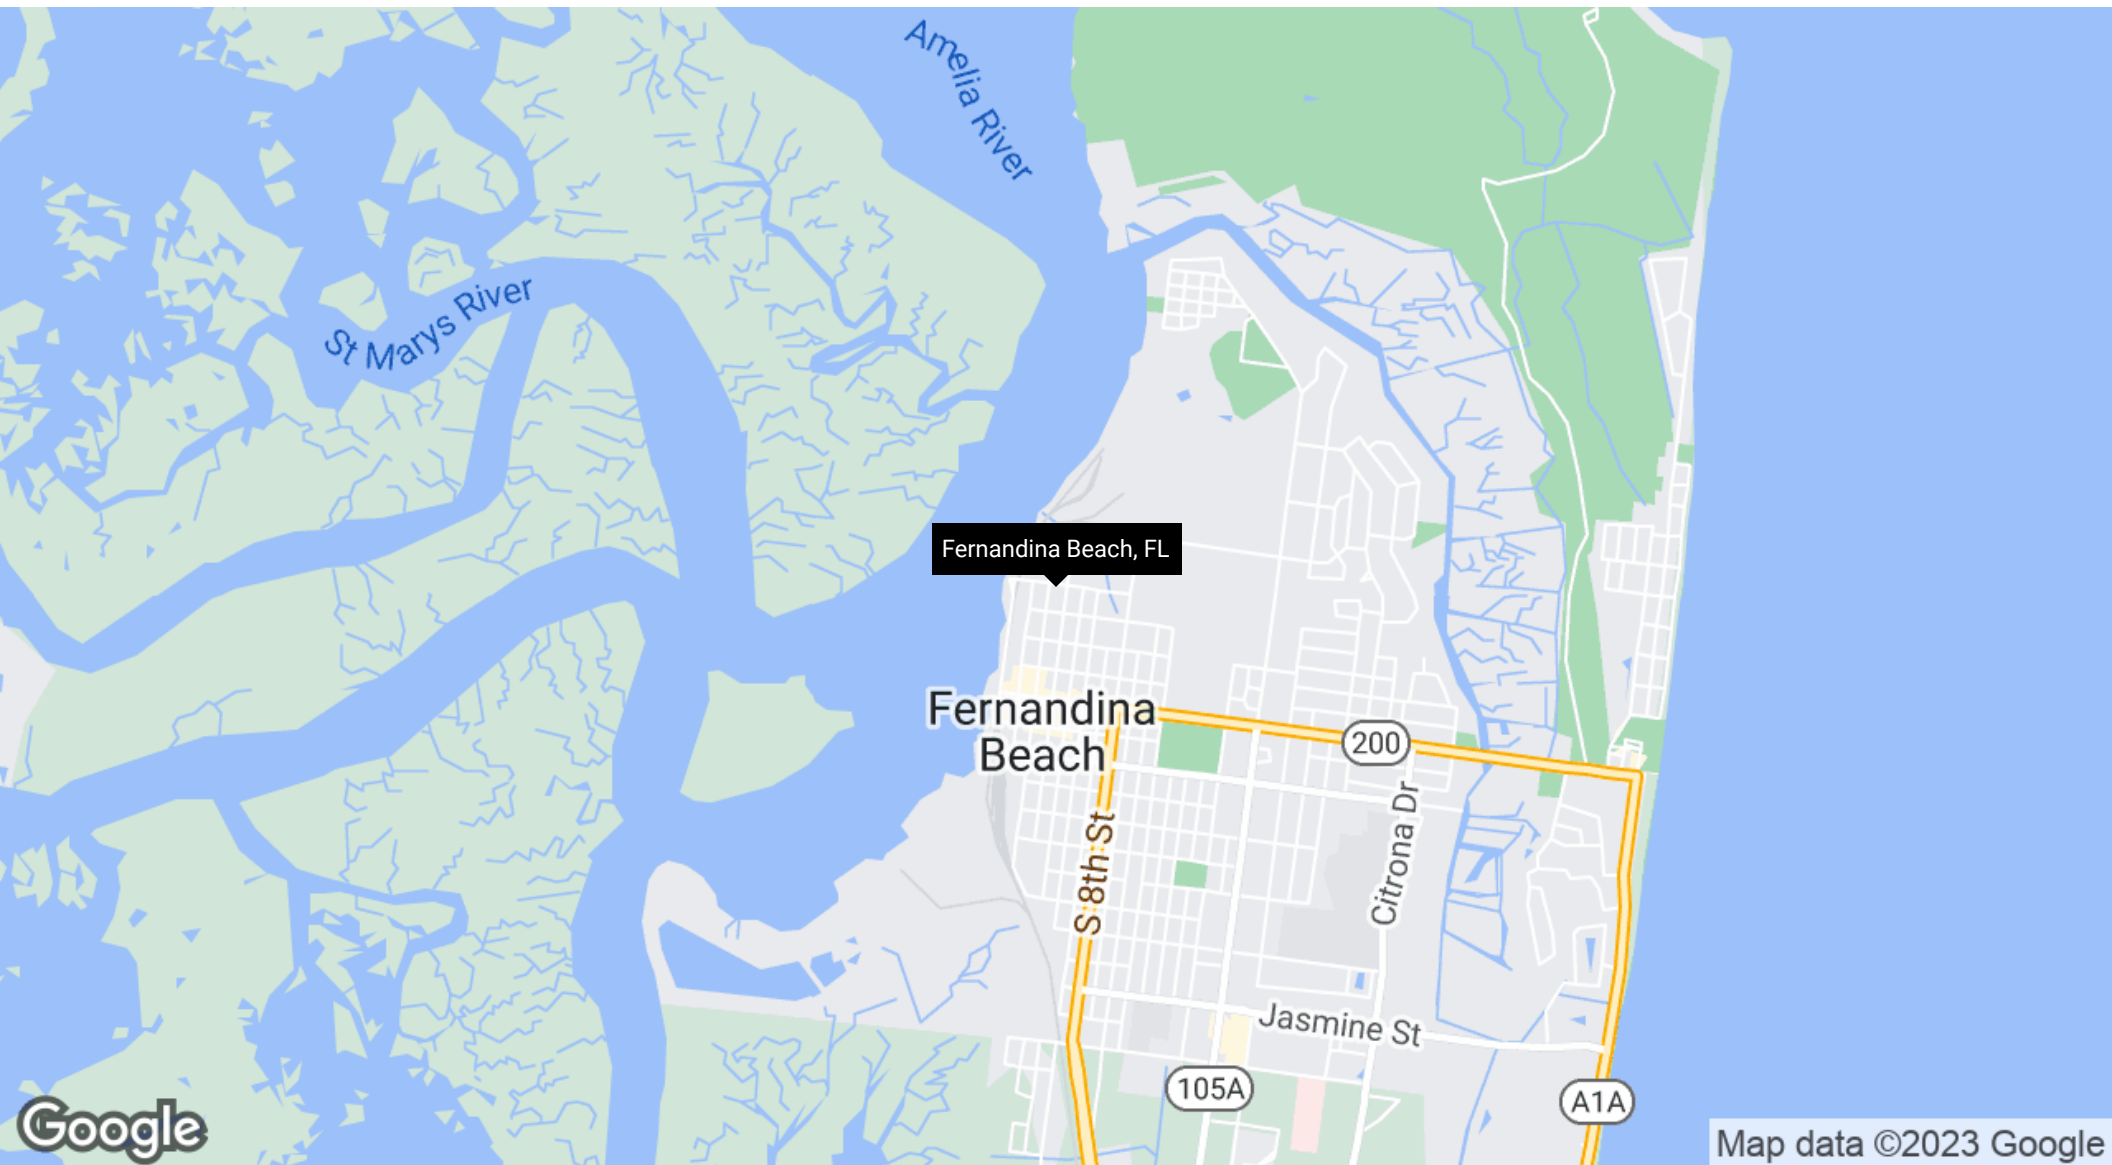 Amelia River
St Marys River
Fernandina Beach, FL
Fernandina
Beach
200
S 8th St
Citrona Dr
Jasmine St
105A
A1A
Google
Map data ©2023 Google